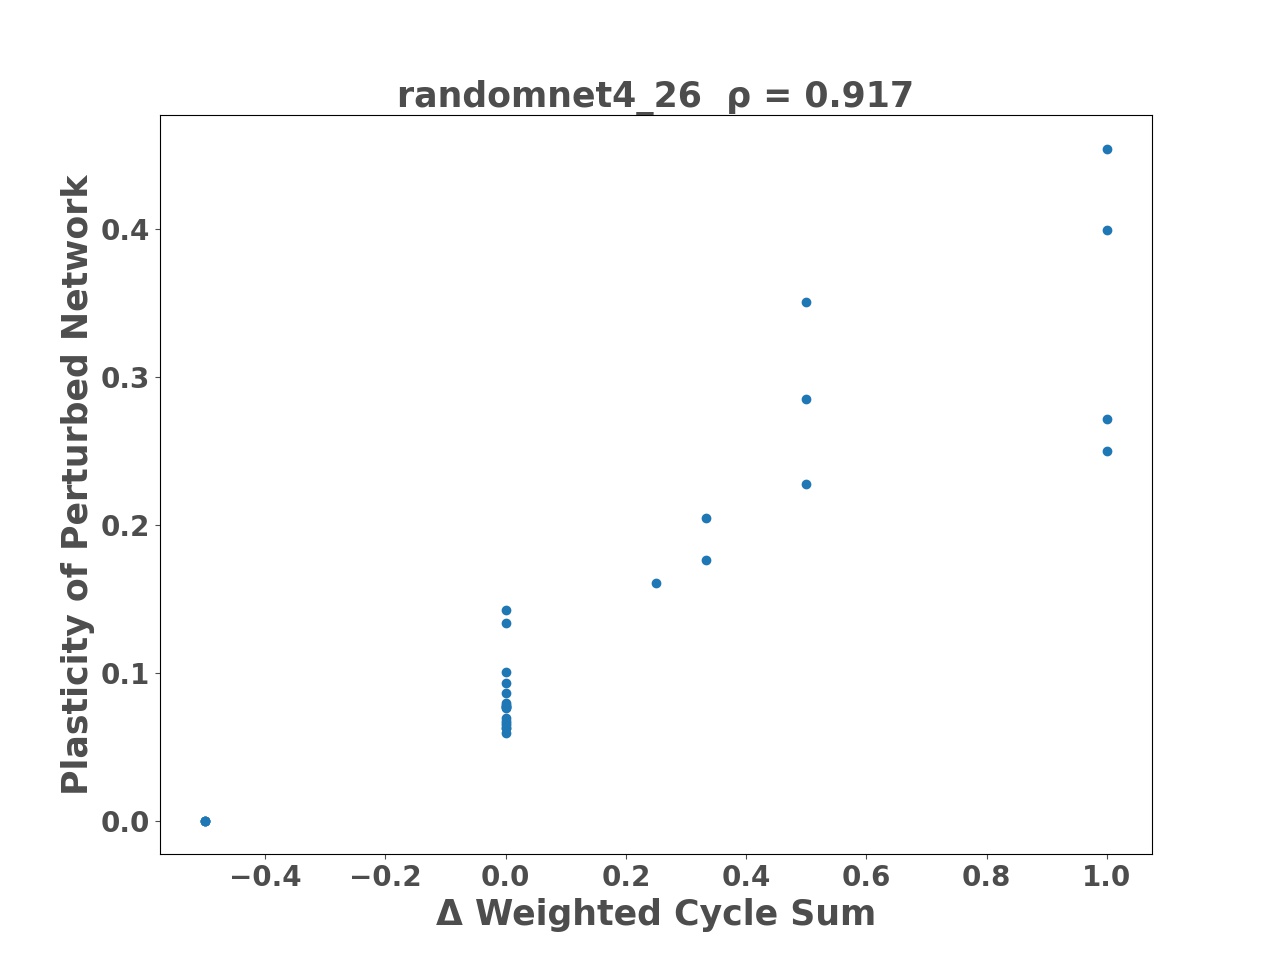 randomnet4_26 ρ = 0.917
Plasticity of Perturbed Network
0.4
0.3
0.2
0.1
0.0
−0.4 −0.2 0.0 0.2 0.4 0.6 0.8 1.0
Δ Weighted Cycle Sum